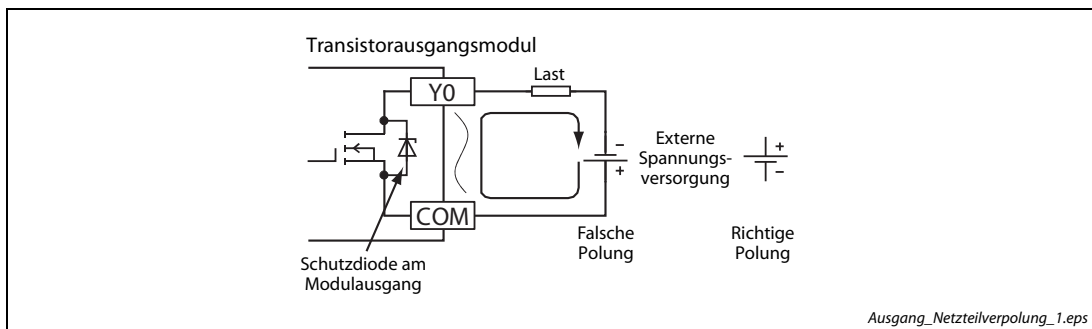 Transistorausgangsmodul
Y0
Last
–
+
Externe
Spannungs-
versorgung
+
–
COM
Falsche
Polung
Richtige
Polung
Schutzdiode am
Modulausgang
Ausgang_Netzteilverpolung_1.eps